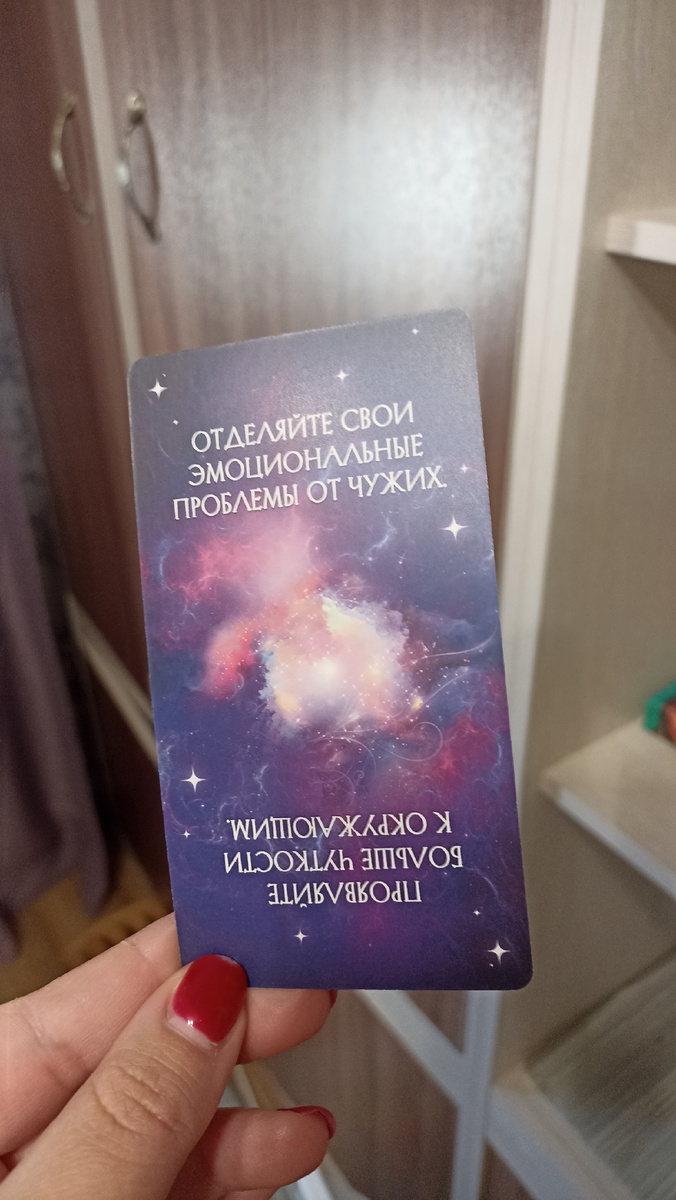 ОТДЕЛЯЙТЕ СВОИ
ЭМОЦИОНАЛЬНЫЕ
ПРОБЛЕМЫ ОТ ЧУЖИХ.
ПРОЯВЛЯЙТЕ
БОЛЬШЕ ЧУТКОСТИ
К ОКРУЖАЮЩИМ.